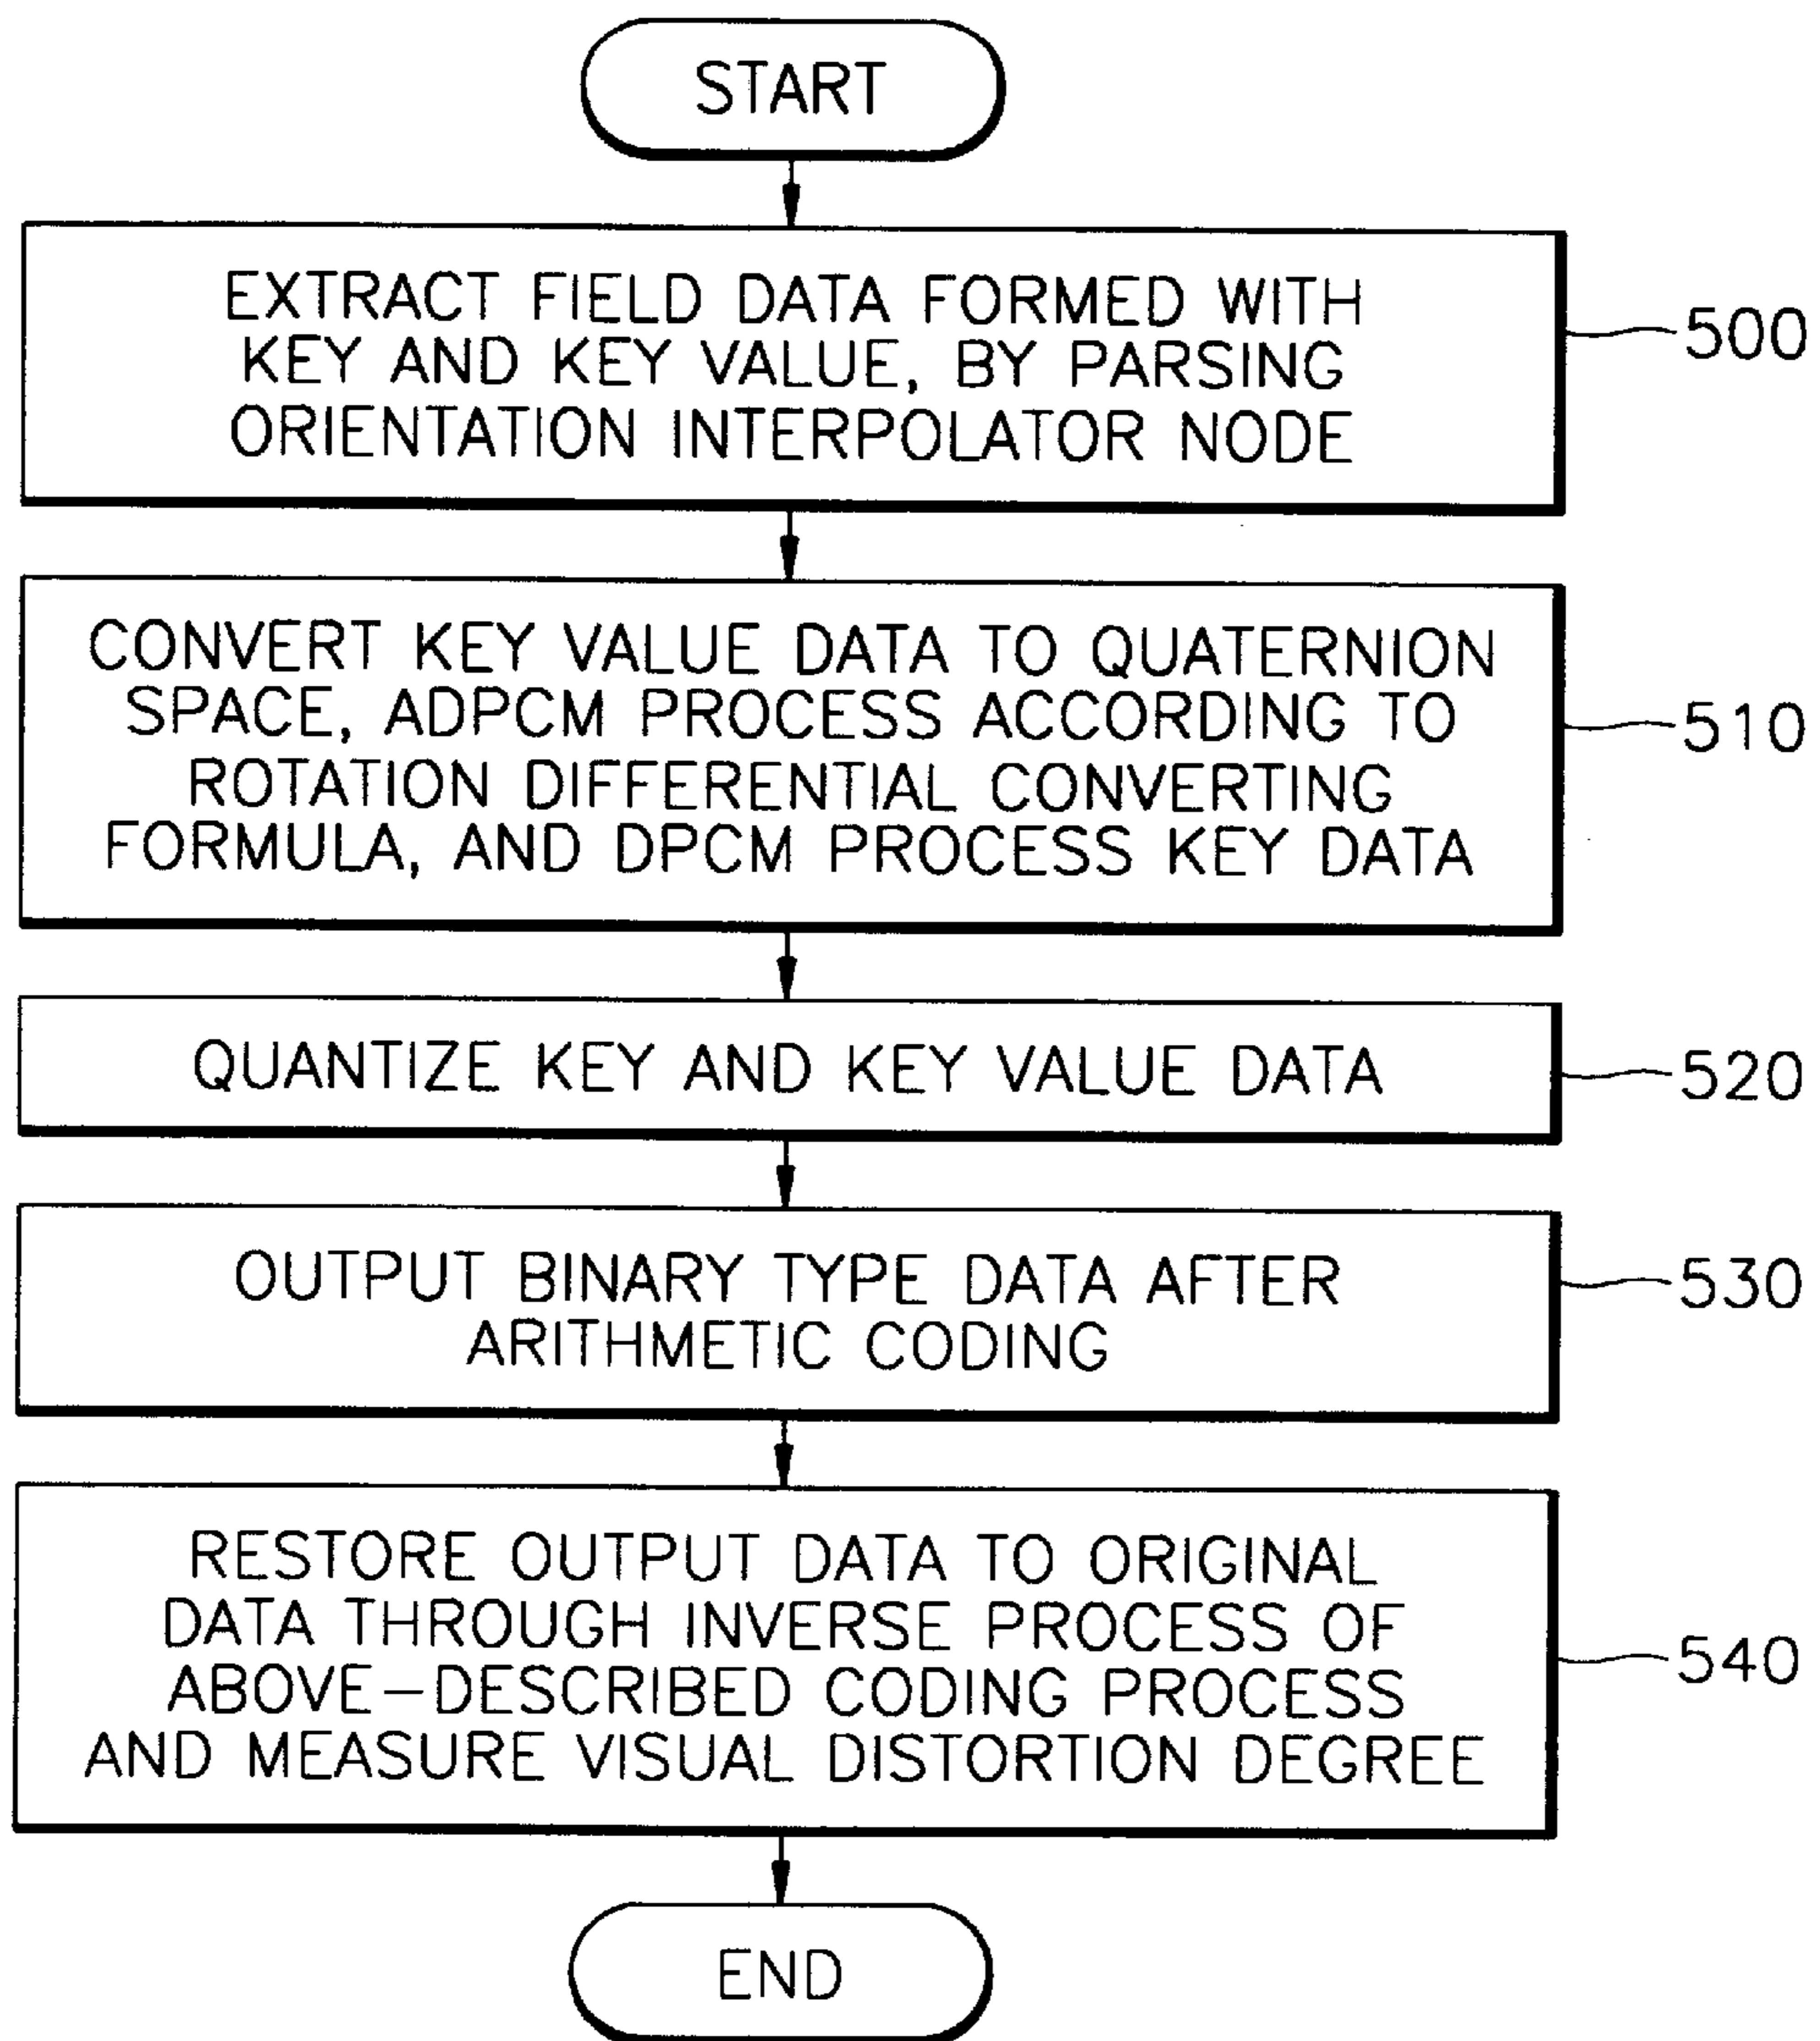 START
EXTRACT FIELD DATA FORMED WITH
KEY AND KEY VALUE, BY PARSING
ORIENTATION INTERPOLATOR NODE
500
CONVERT KEY VALUE DATA TO QUATERNION
SPACE, ADPCM PROCESS ACCORDING TO
ROTATION DIFFERENTIAL CONVERTING
FORMULA, AND DPCM PROCESS KEY DATA
510
QUANTIZE KEY AND KEY VALUE DATA
520
OUTPUT BINARY TYPE DATA AFTER
ARITHMETIC CODING
530
RESTORE OUTPUT DATA TO ORIGINAL
DATA THROUGH INVERSE PROCESS OF
ABOVE-DESCRIBED CODING PROCESS
AND MEASURE VISUAL DISTORTION DEGREE
540
END